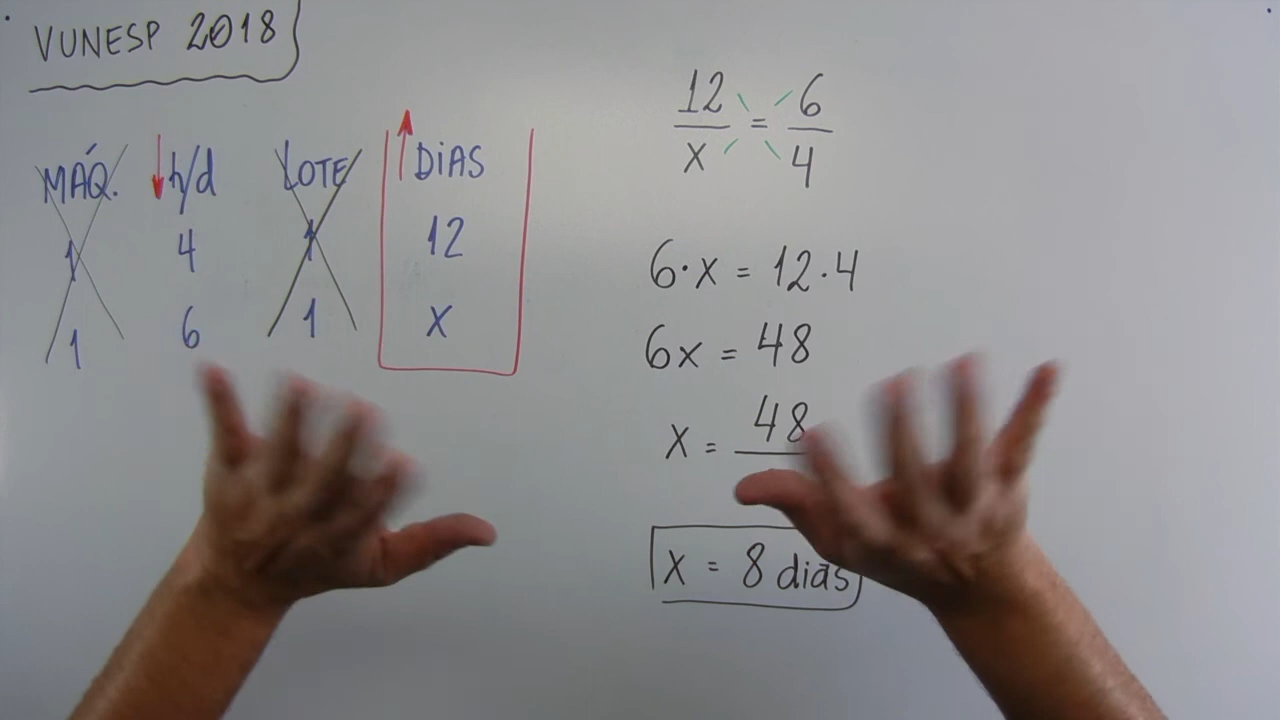 VUNESP 2018
MÁQ. h/d LOTE DiAS
1 4 1 12
1 6 1 X
12/X = 6/4
6·X = 12·4
6X = 48
X = 48
X = 8 dias